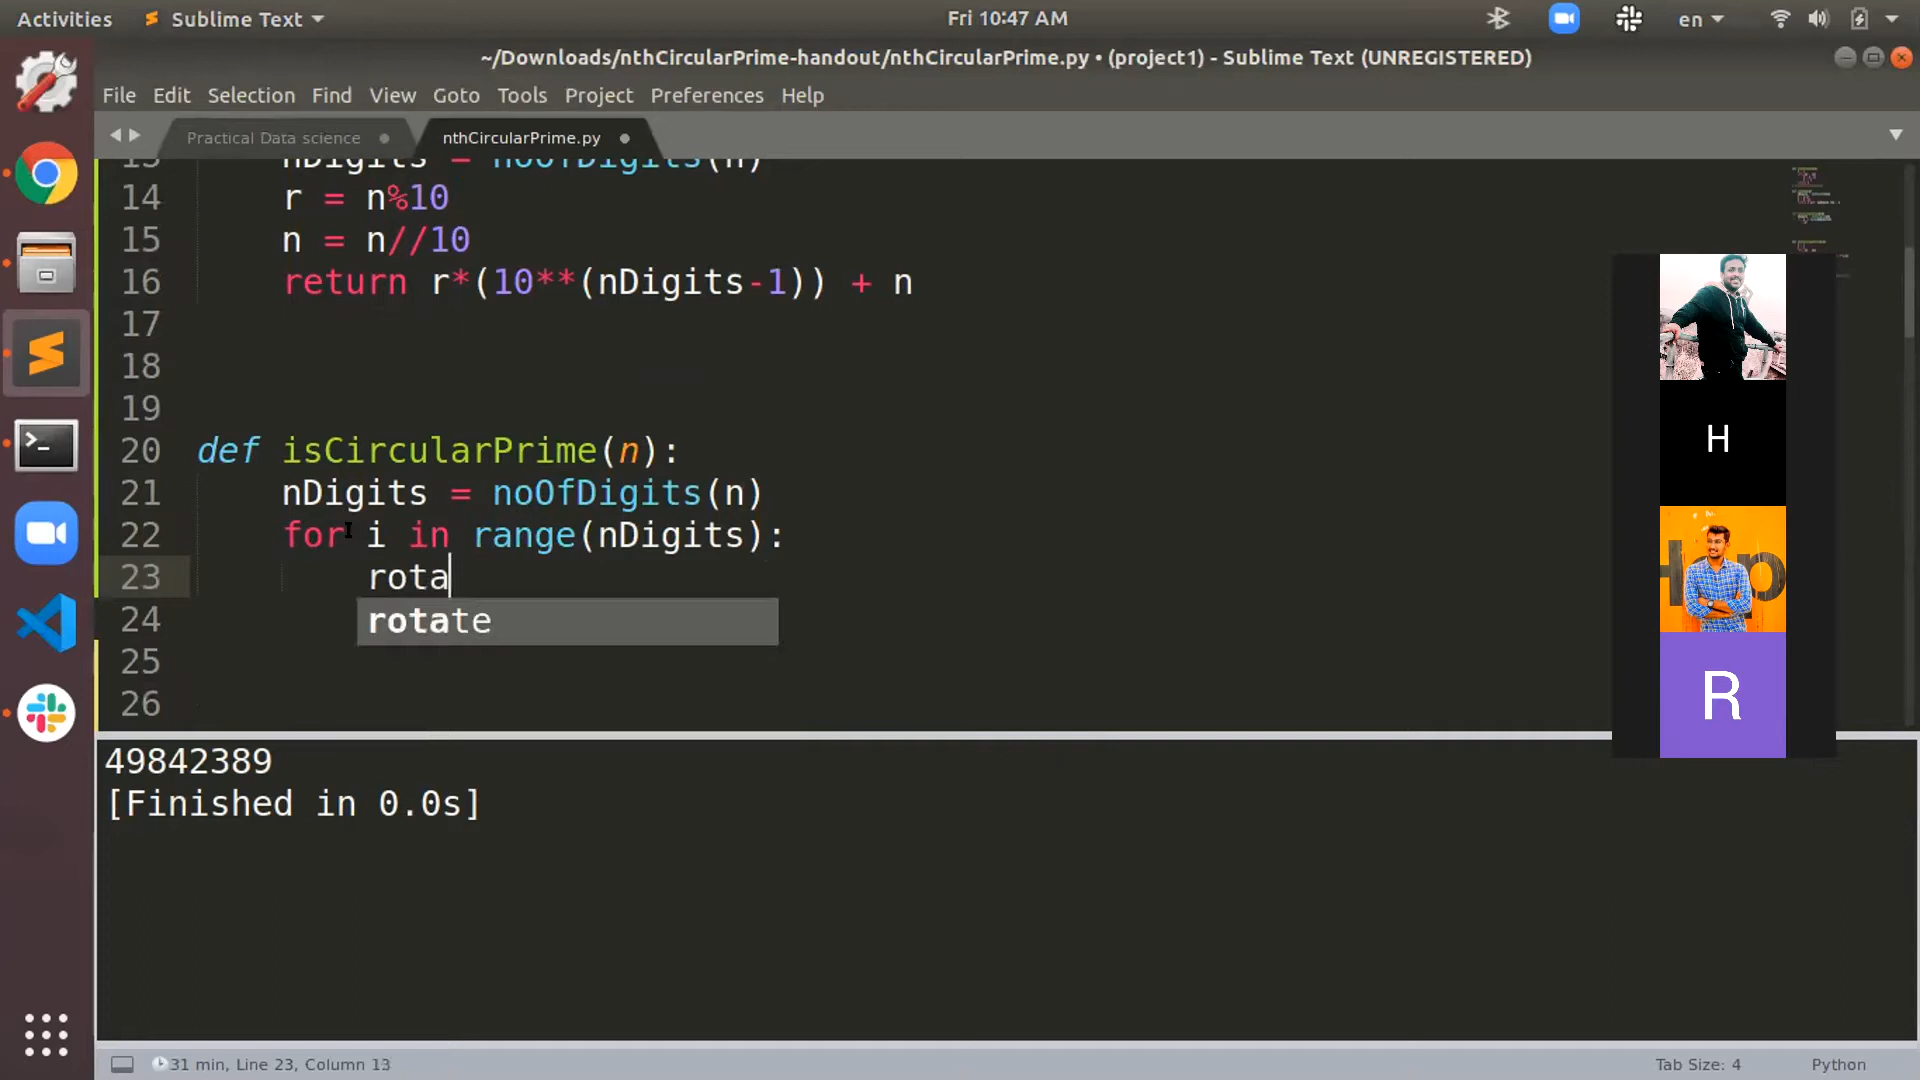 Activities
Sublime Text
Fri 10:47 AM
en
~/Downloads/nthCircularPrime-handout/nthCircularPrime.py • (project1) - Sublime Text (UNREGISTERED)
File Edit Selection Find View Goto Tools Project Preferences Help
Practical Data science
nthCircularPrime.py
13 nDigits = noOfDigits(n)
14 r = n%10
15 n = n//10
16 return r*(10**(nDigits-1)) + n
17
18
19
20 def isCircularPrime(n):
21 nDigits = noOfDigits(n)
22 for i in range(nDigits):
23 rota
24 rotate
25
26
H
Help
R
49842389
[Finished in 0.0s]
31 min, Line 23, Column 13
Tab Size: 4
Python